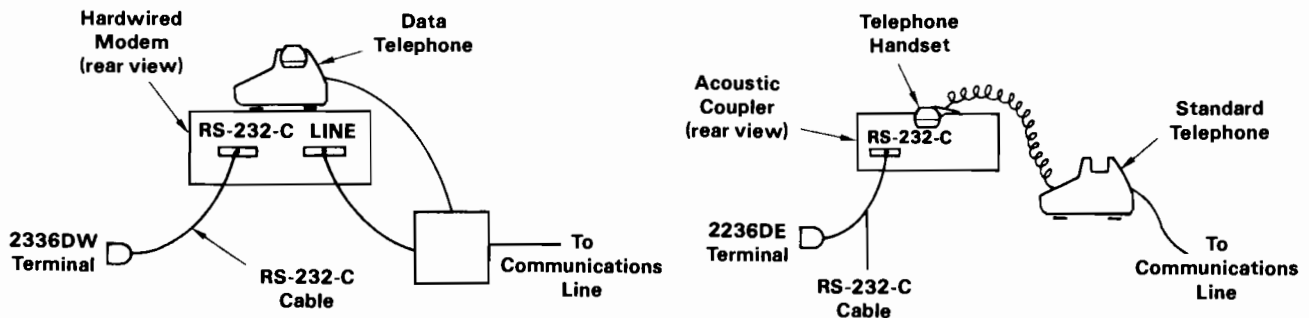 Hardwired
Modem
(rear view)
Data
Telephone
RS-232-C LINE
2336DW
Terminal
RS-232-C
Cable
To
Communications
Line
Telephone
Handset
Acoustic
Coupler
(rear view)
RS-232-C
Standard
Telephone
2236DE
Terminal
RS-232-C
Cable
To
Communications
Line